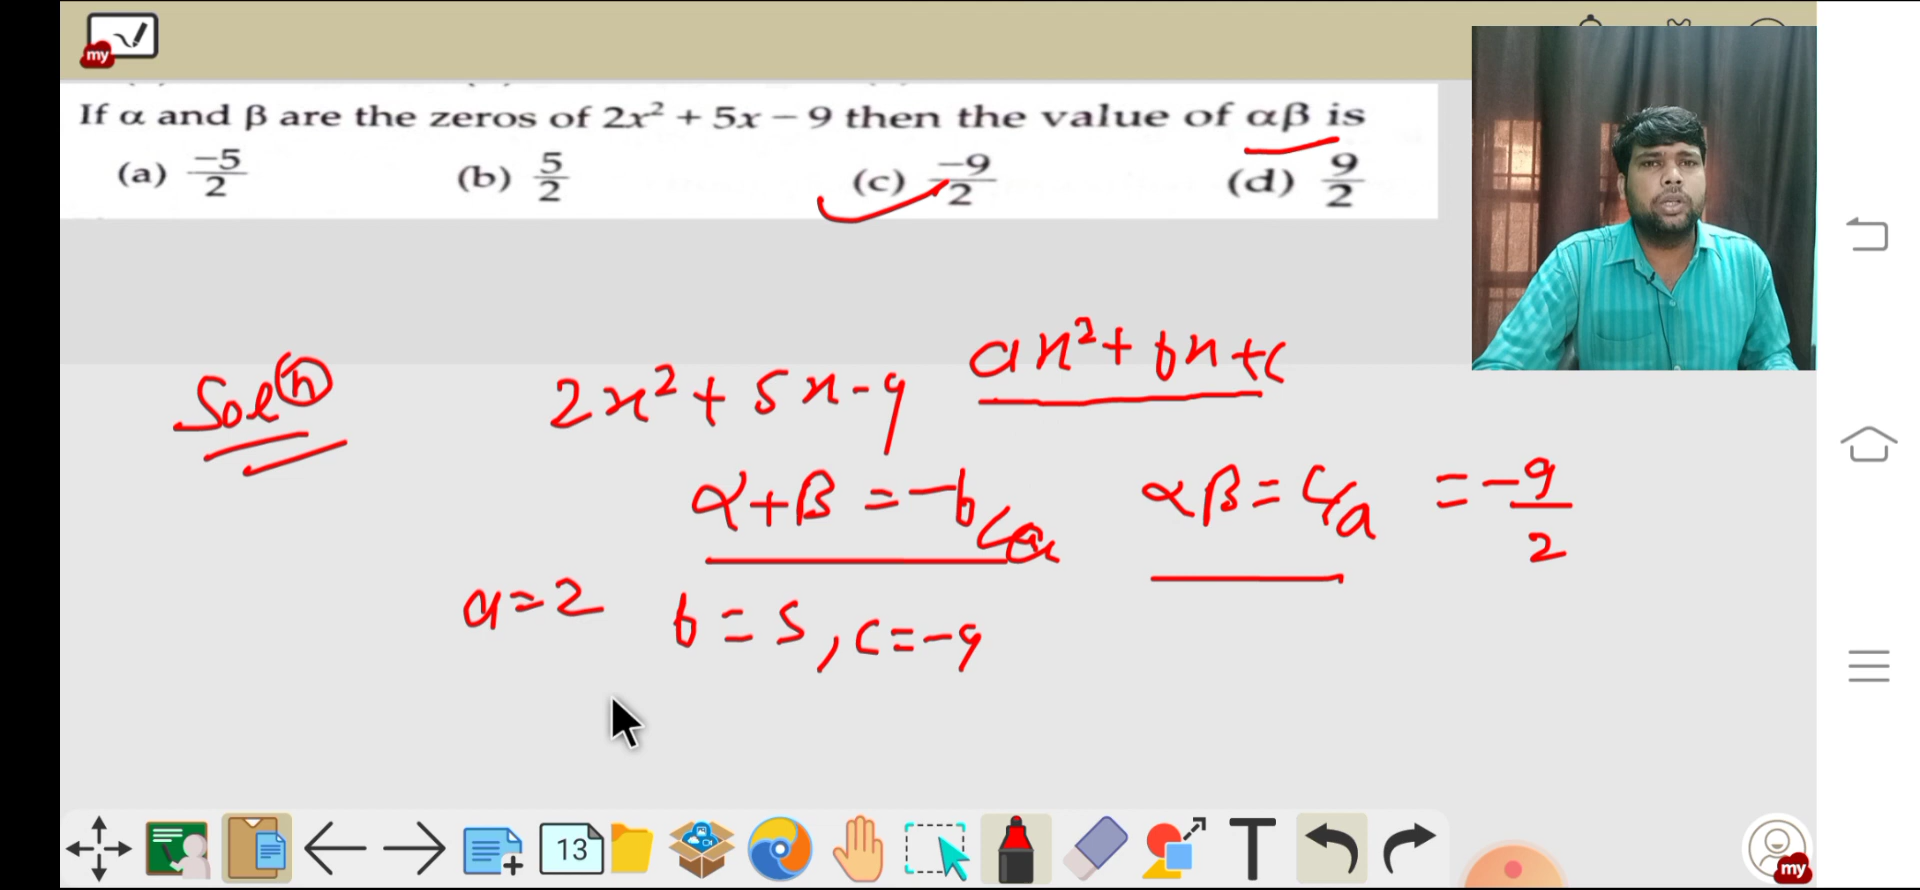 my
If α and β are the zeros of 2x² + 5x − 9 then the value of αβ is
(a) −5/2 (b) 5/2 (c) −9/2 (d) 9/2
Solⁿ 2x² + 5x - 9 ax² + bx + c
α+β = -b/a αβ = c/a = -9/2
a = 2 b = 5, c = -9
13 T my